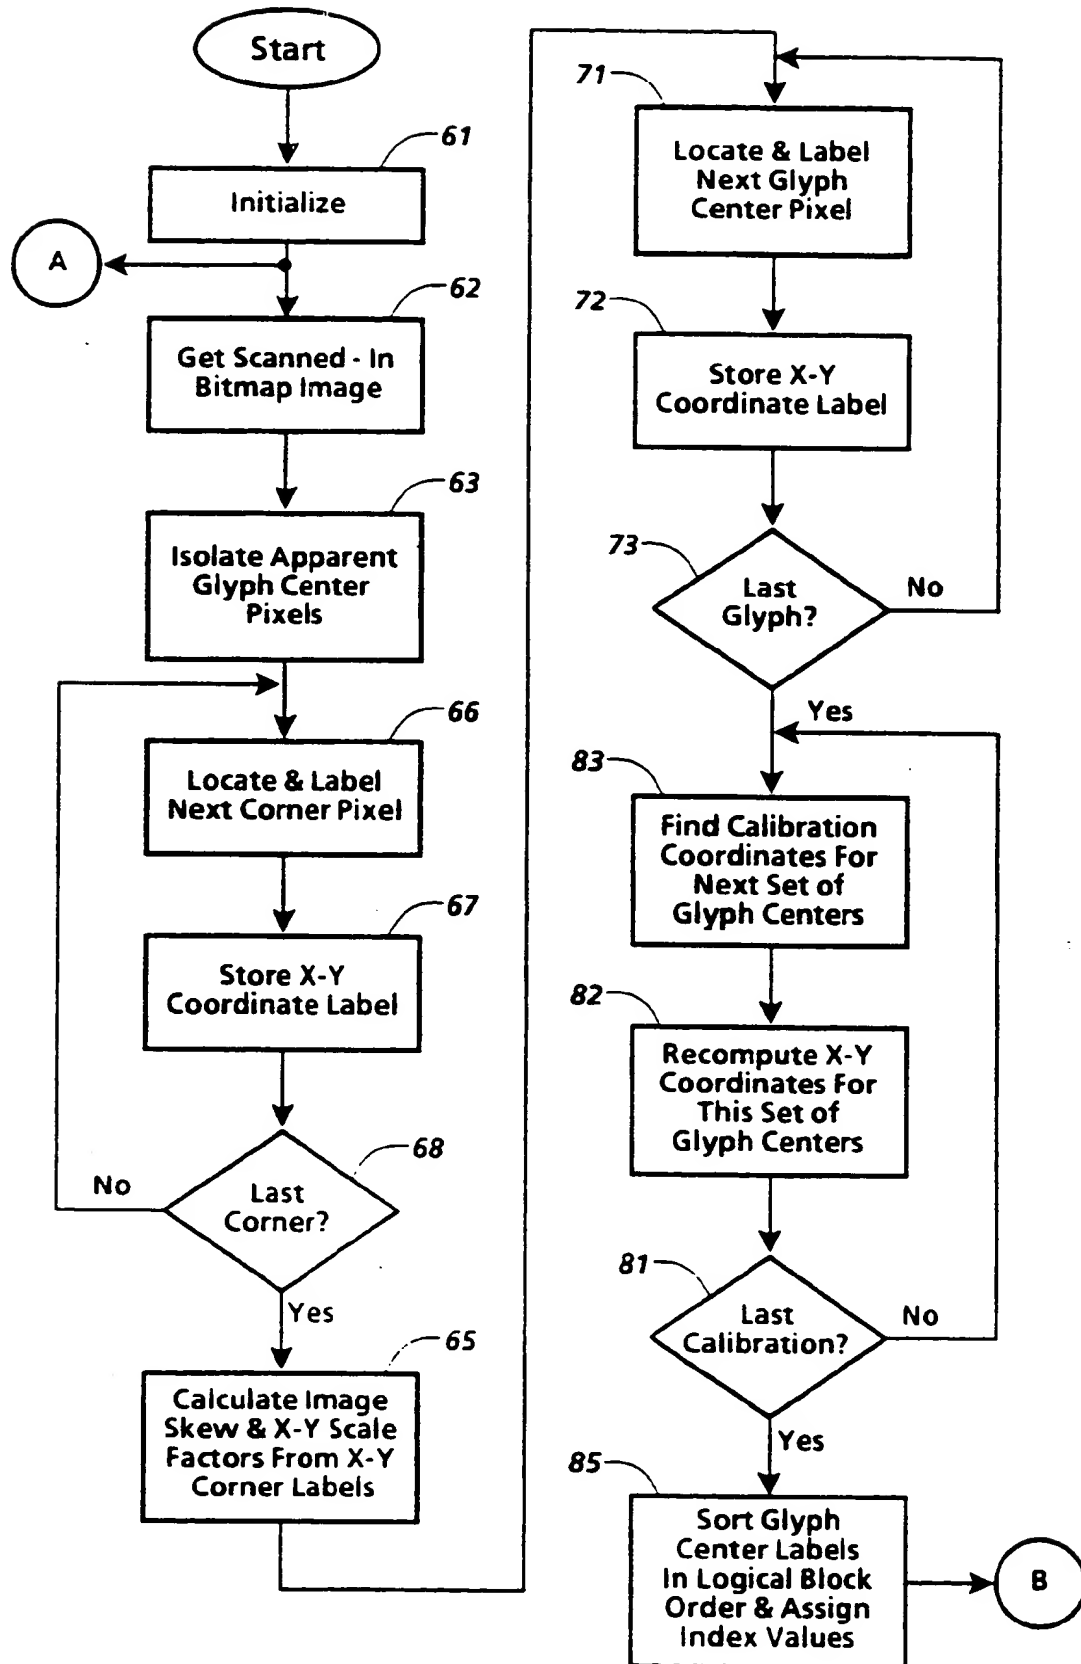 Start
61
Initialize
A
62
Get Scanned - In
Bitmap Image
63
Isolate Apparent
Glyph Center
Pixels
66
Locate & Label
Next Corner Pixel
67
Store X-Y
Coordinate Label
68
Last
Corner?
No
Yes
65
Calculate Image
Skew & X-Y Scale
Factors From X-Y
Corner Labels
71
Locate & Label
Next Glyph
Center Pixel
72
Store X-Y
Coordinate Label
73
Last
Glyph?
No
Yes
83
Find Calibration
Coordinates For
Next Set of
Glyph Centers
82
Recompute X-Y
Coordinates For
This Set of
Glyph Centers
81
Last
Calibration?
No
Yes
85
Sort Glyph
Center Labels
In Logical Block
Order & Assign
Index Values
B